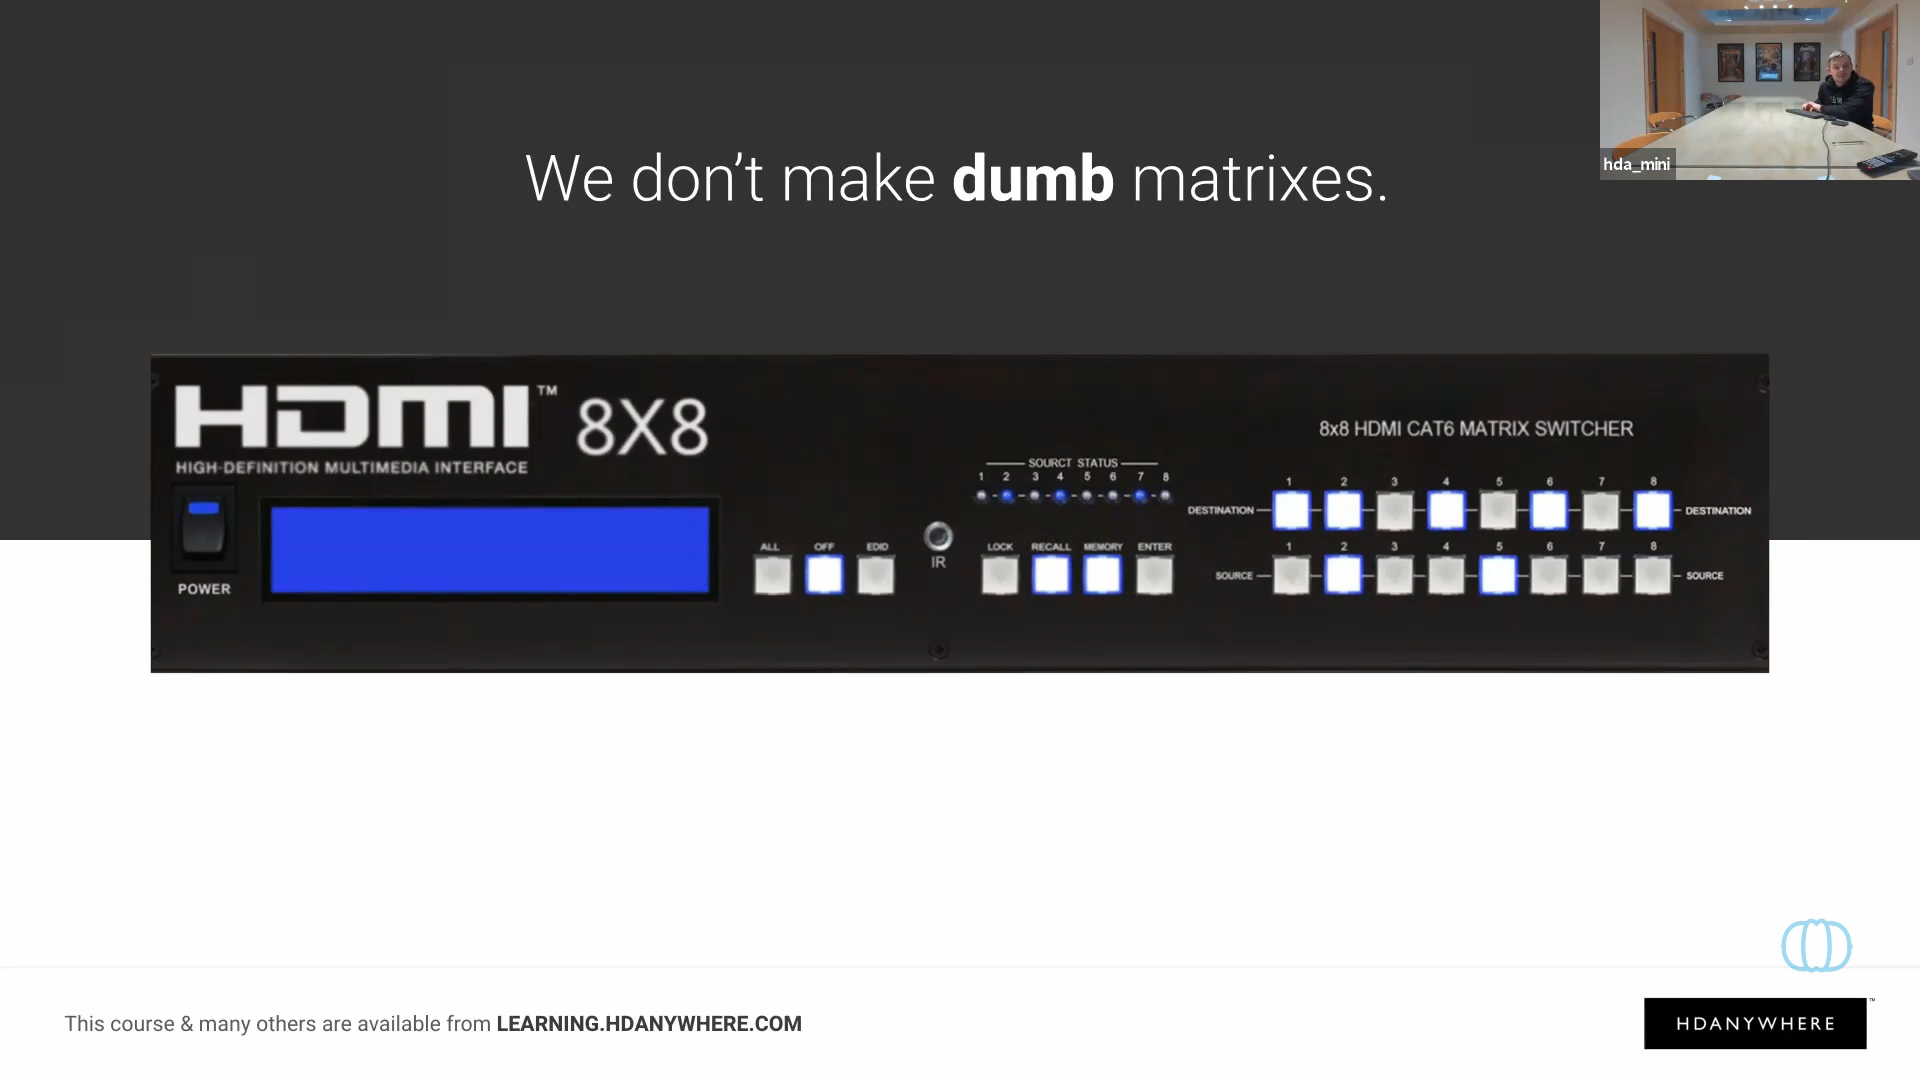 We don't make dumb matrixes.
hda_mini
HDMI™ 8X8
HIGH-DEFINITION MULTIMEDIA INTERFACE
8x8 HDMI CAT6 MATRIX SWITCHER
SOURCT STATUS
1 2 3 4 5 6 7 8
1 2 3 4 5 6 7 8
DESTINATION DESTINATION
ALL OFF EDID
IR
LOCK RECALL MEMORY ENTER
1 2 3 4 5 6 7 8
SOURCE SOURCE
POWER
This course & many others are available from LEARNING.HDANYWHERE.COM
HDANYWHERE™